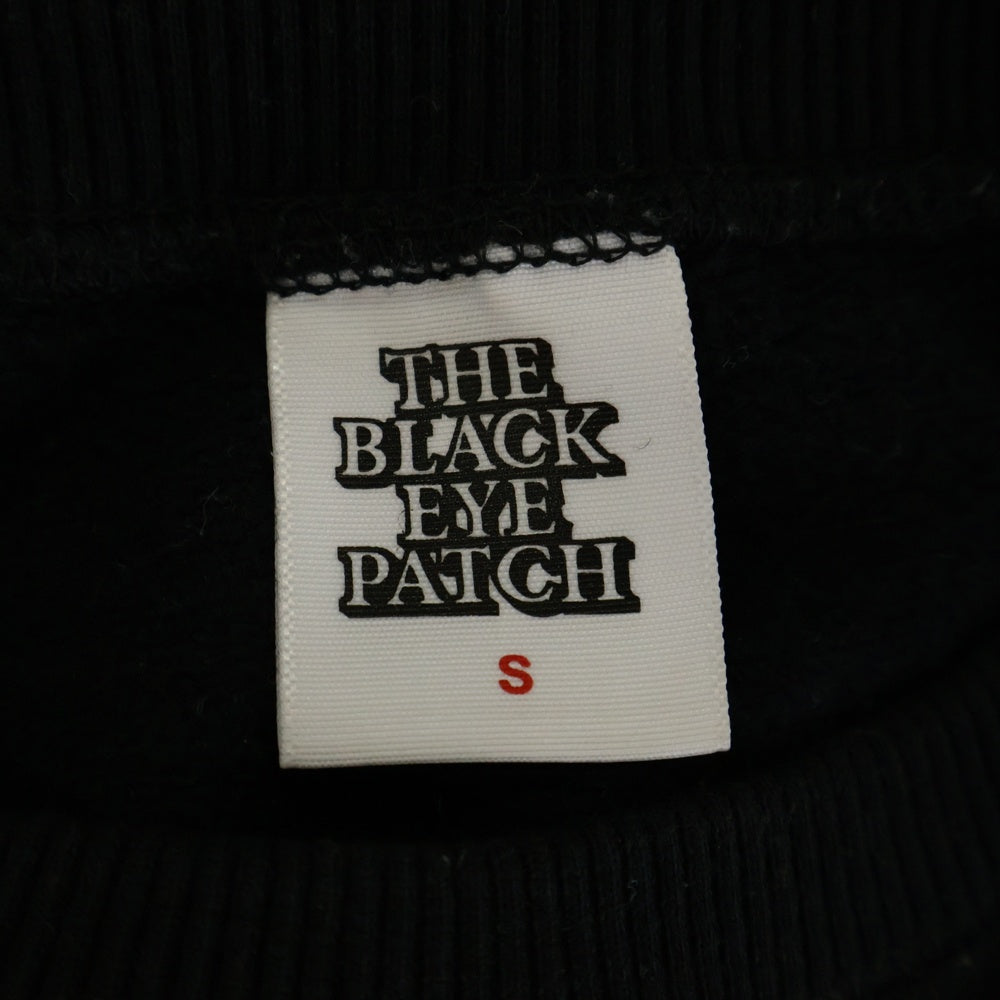 THE
BLACK
EYE
PATCH
S